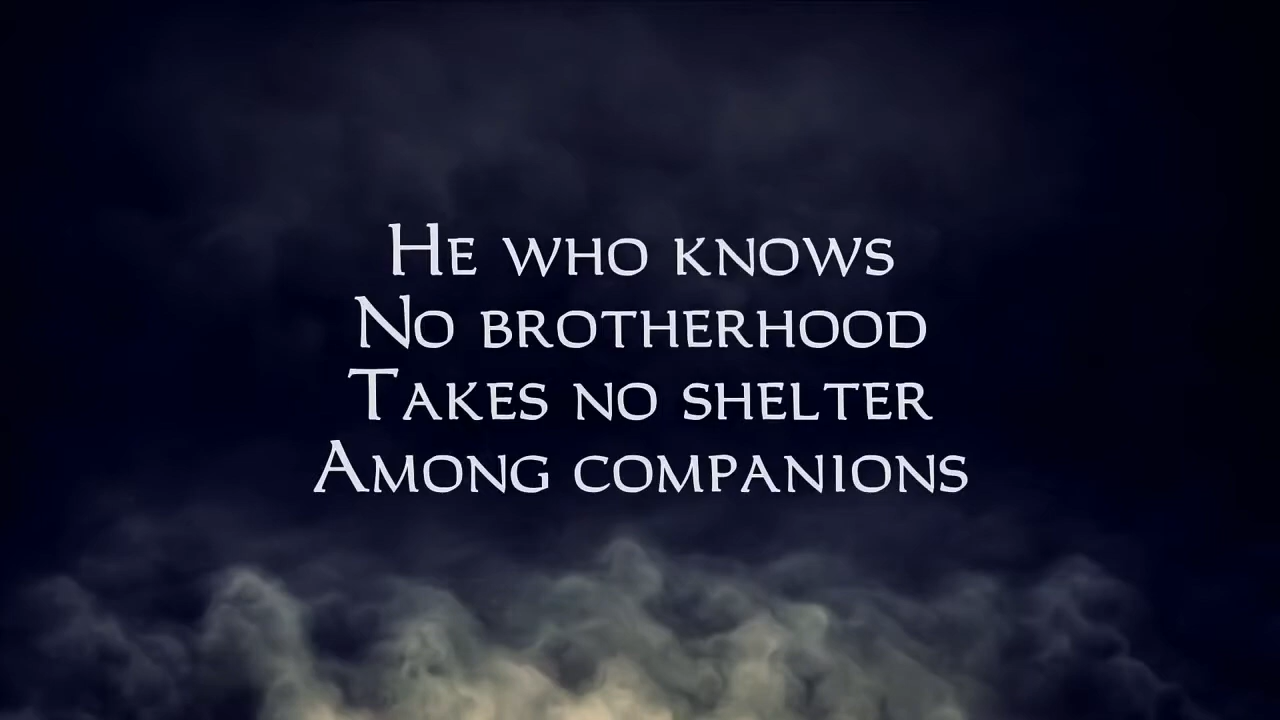 He who knows
No brotherhood
Takes no shelter
Among companions